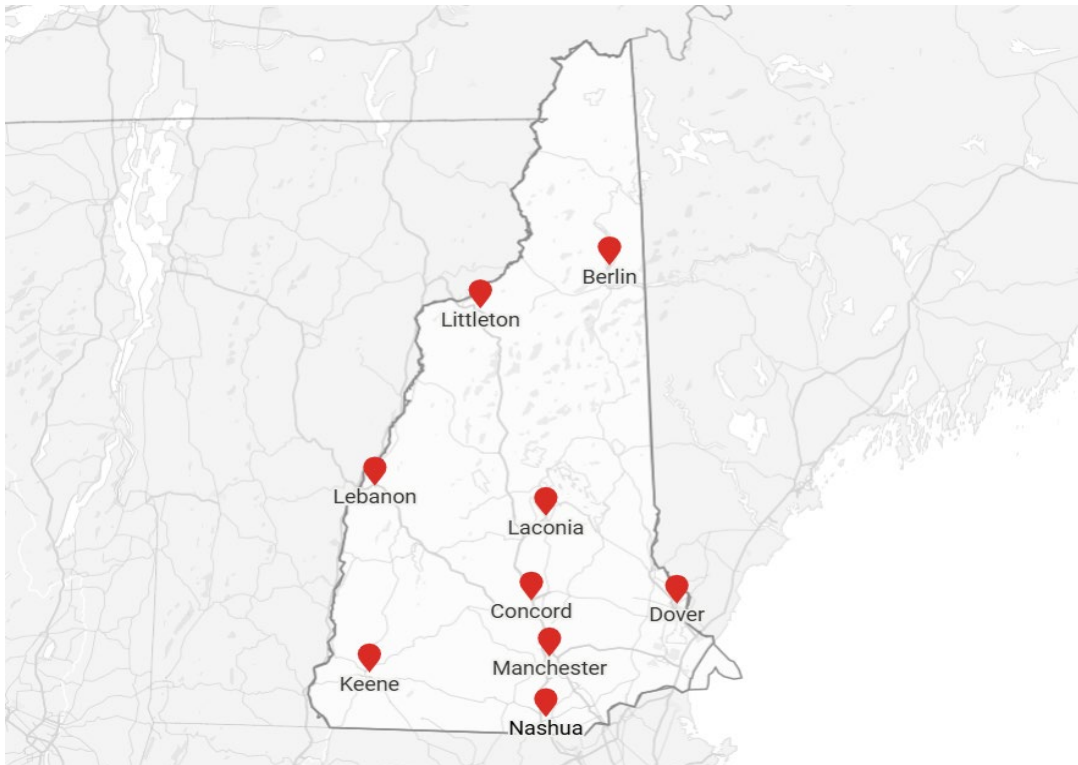 Berlin
Littleton
Lebanon
Laconia
Concord
Dover
Manchester
Keene
Nashua